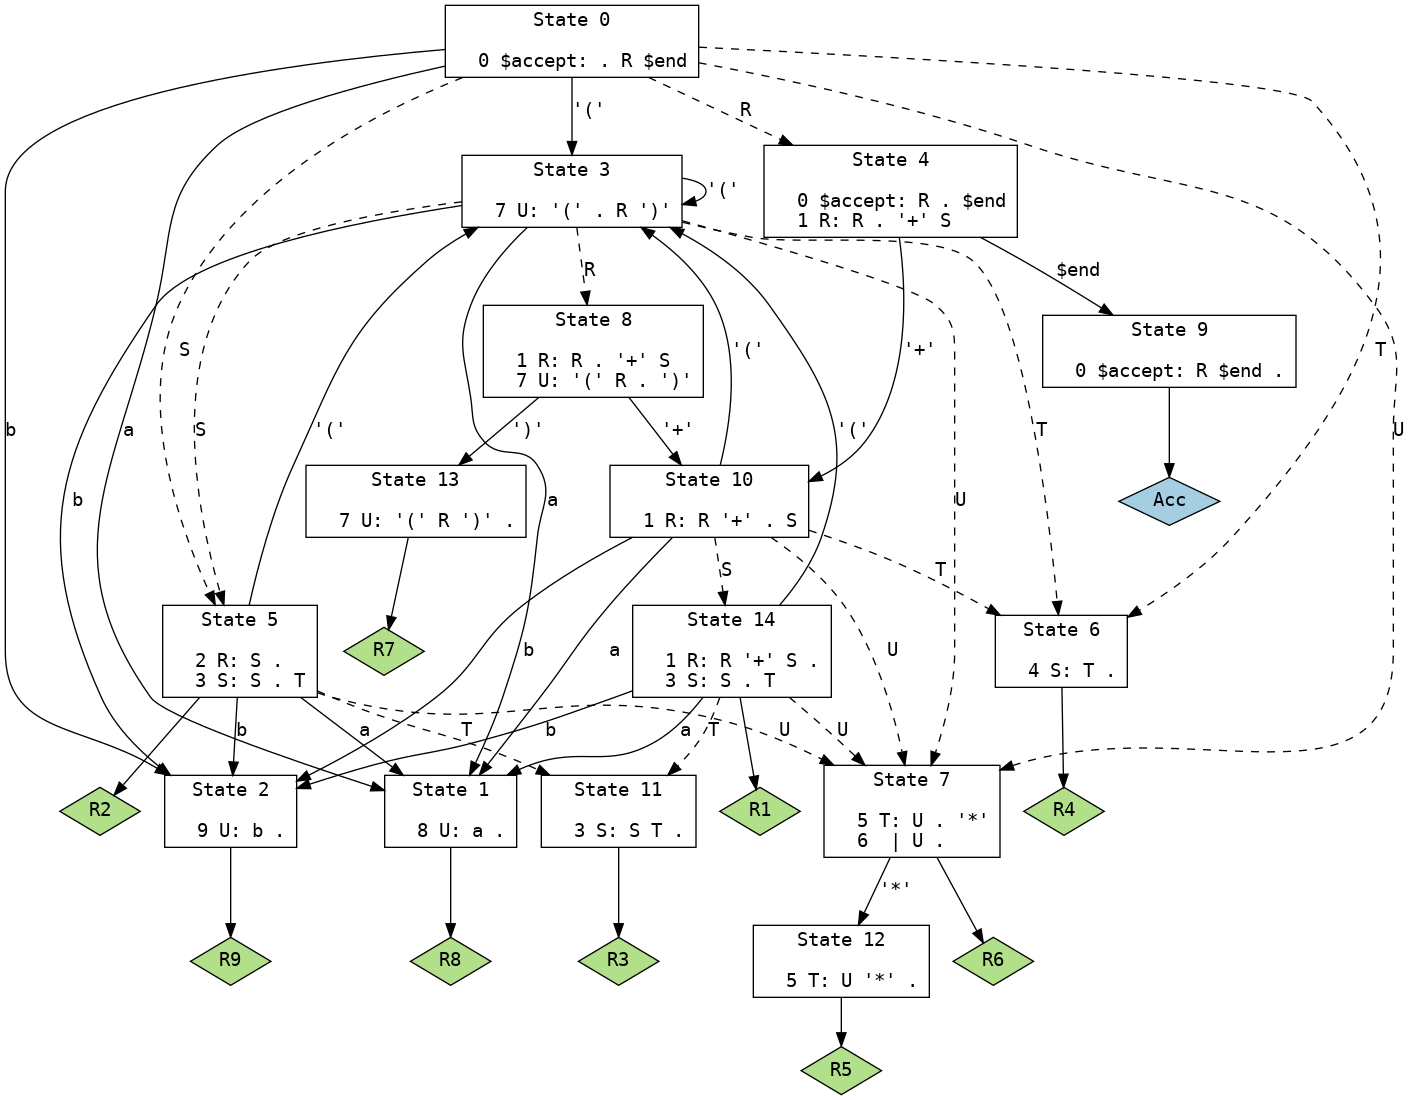 State 0
0 $accept: . R $end
'('
R
State 3
7 U: '(' . R ')'
'('
State 4
0 $accept: R . $end
1 R: R . '+' S
R
$end
State 8
1 R: R . '+' S
7 U: '(' R . ')'
State 9
0 $accept: R $end .
S
'('
'+'
T
b
a
S
'('
')'
'+'
'('
T
U
State 13
7 U: '(' R ')' .
State 10
1 R: R '+' . S
b
a
U
Acc
S
T
State 5
2 R: S .
3 S: S . T
R7
b
a
State 14
1 R: R '+' S .
3 S: S . T
U
State 6
4 S: T .
b
a
T
b
a
T
U
U
R2
State 2
9 U: b .
State 1
8 U: a .
State 11
3 S: S T .
R1
State 7
5 T: U . '*'
6 | U .
R4
'*'
R9
R8
R3
State 12
5 T: U '*' .
R6
R5